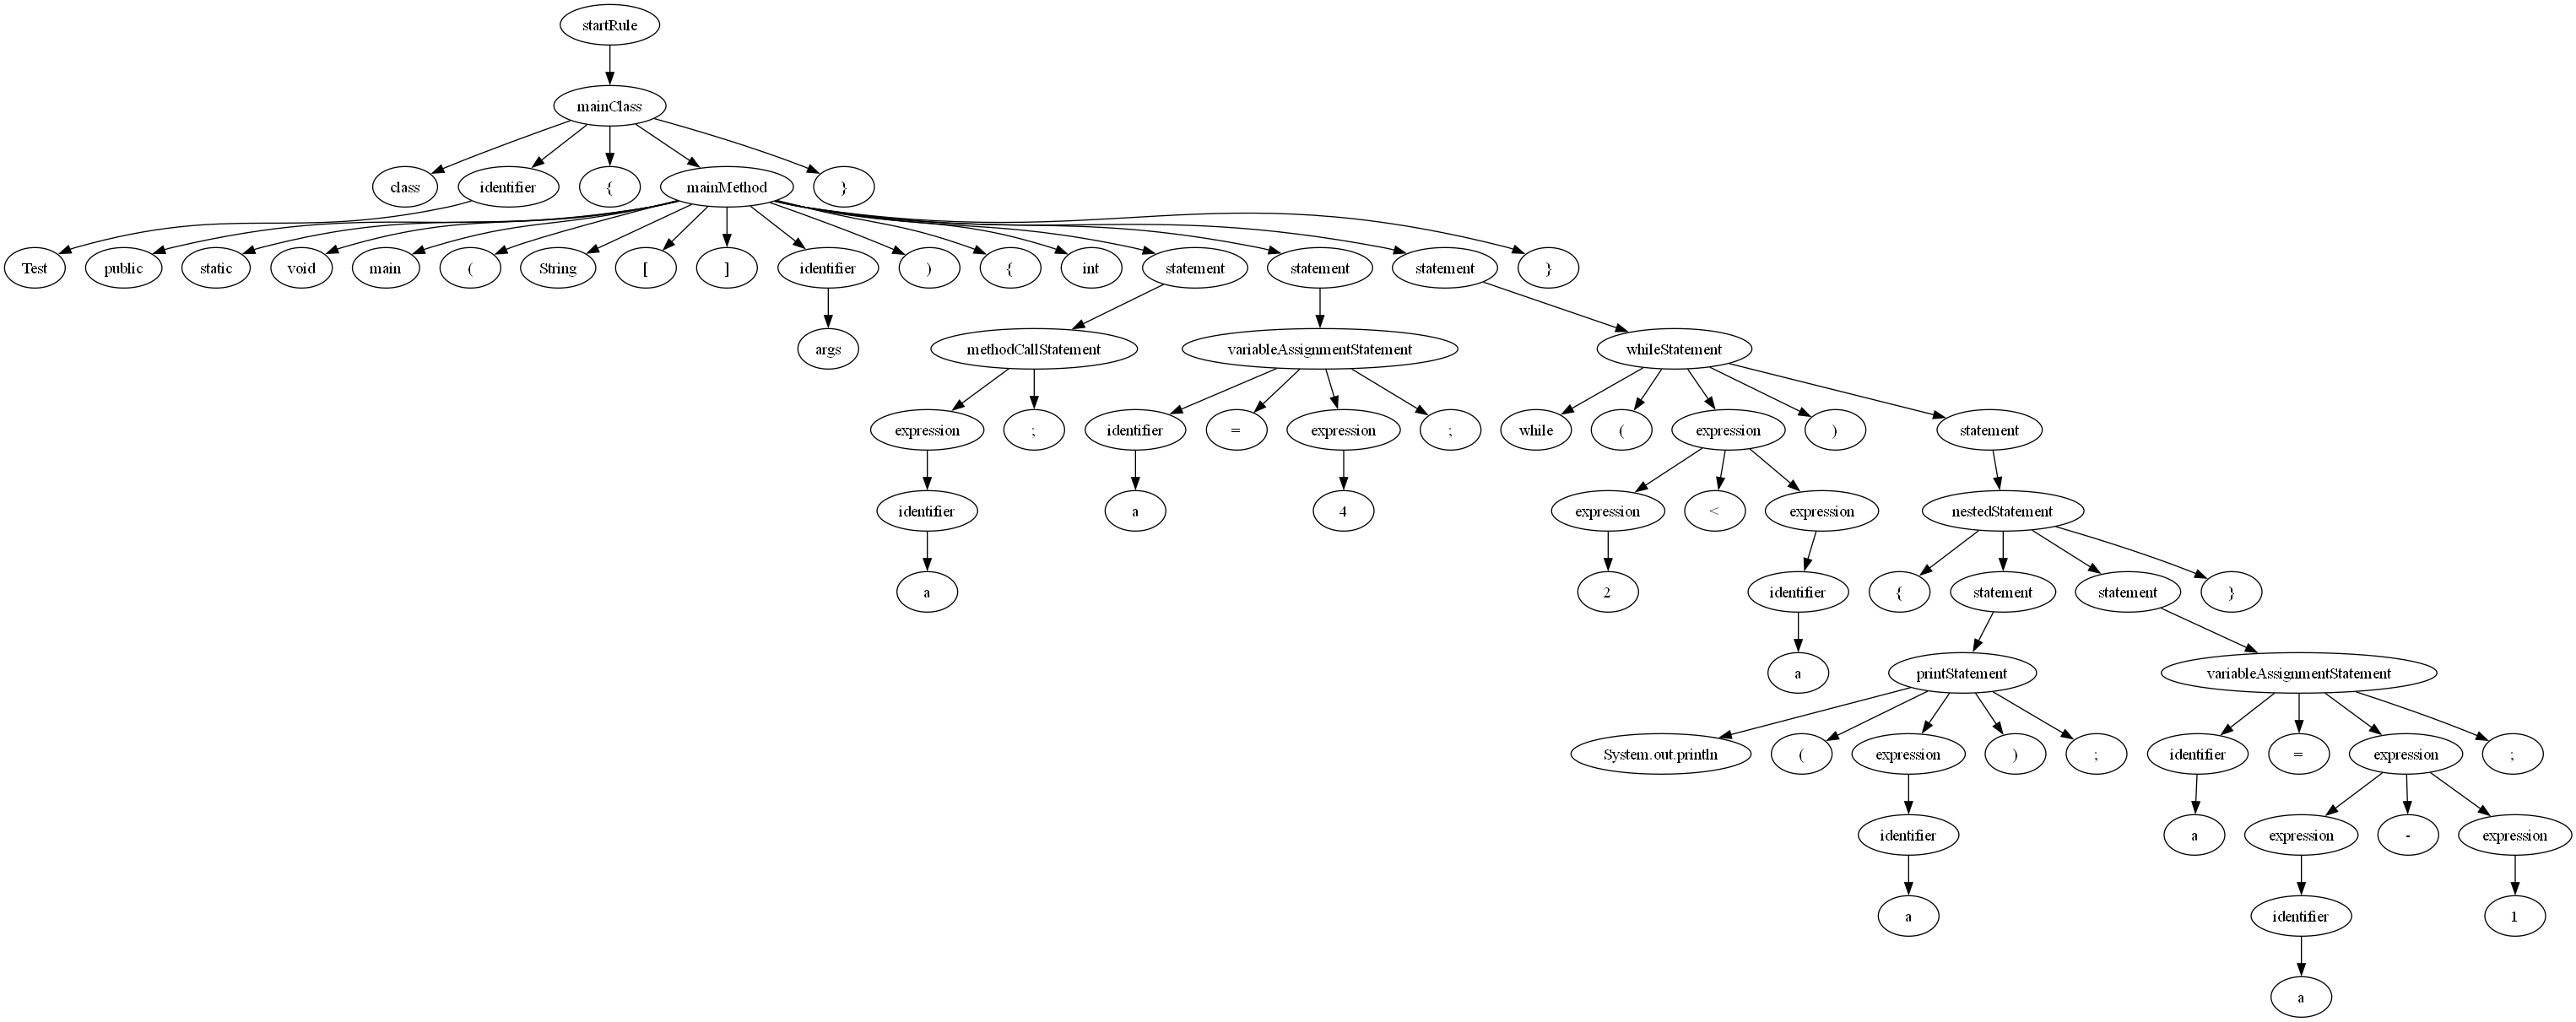 startRule
mainClass
class identifier { mainMethod }
Test public static void main ( String [ ] identifier ) { int statement statement statement }
args methodCallStatement variableAssignmentStatement whileStatement
expression ; identifier = expression ; while ( expression ) statement
identifier a 4 expression < expression nestedStatement
a 2 identifier { statement statement }
a printStatement variableAssignmentStatement
System.out.println ( expression ) ; identifier = expression ;
identifier a expression - expression
a identifier 1
a